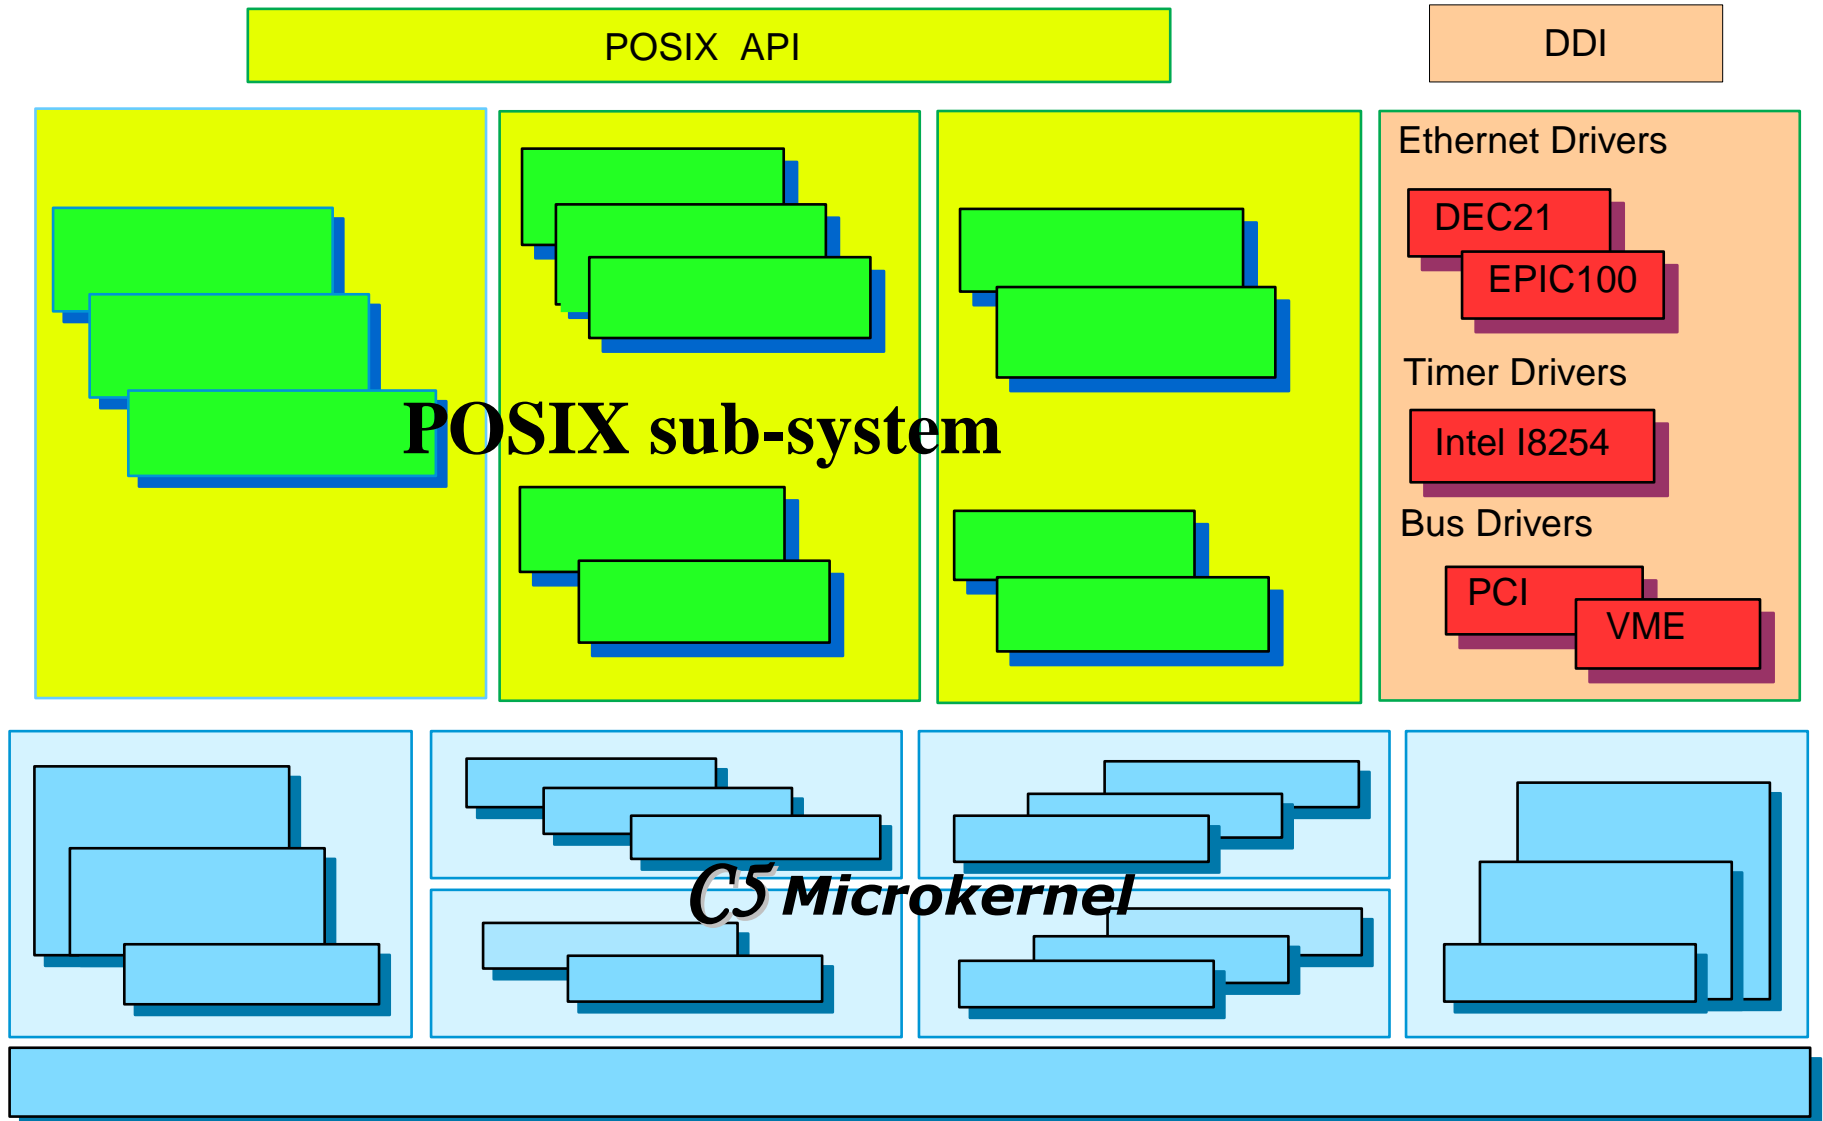 POSIX API
DDI
Ethernet Drivers
DEC21
EPIC100
Timer Drivers
Intel I8254
Bus Drivers
PCI
VME
POSIX sub-system
C5 Microkernel